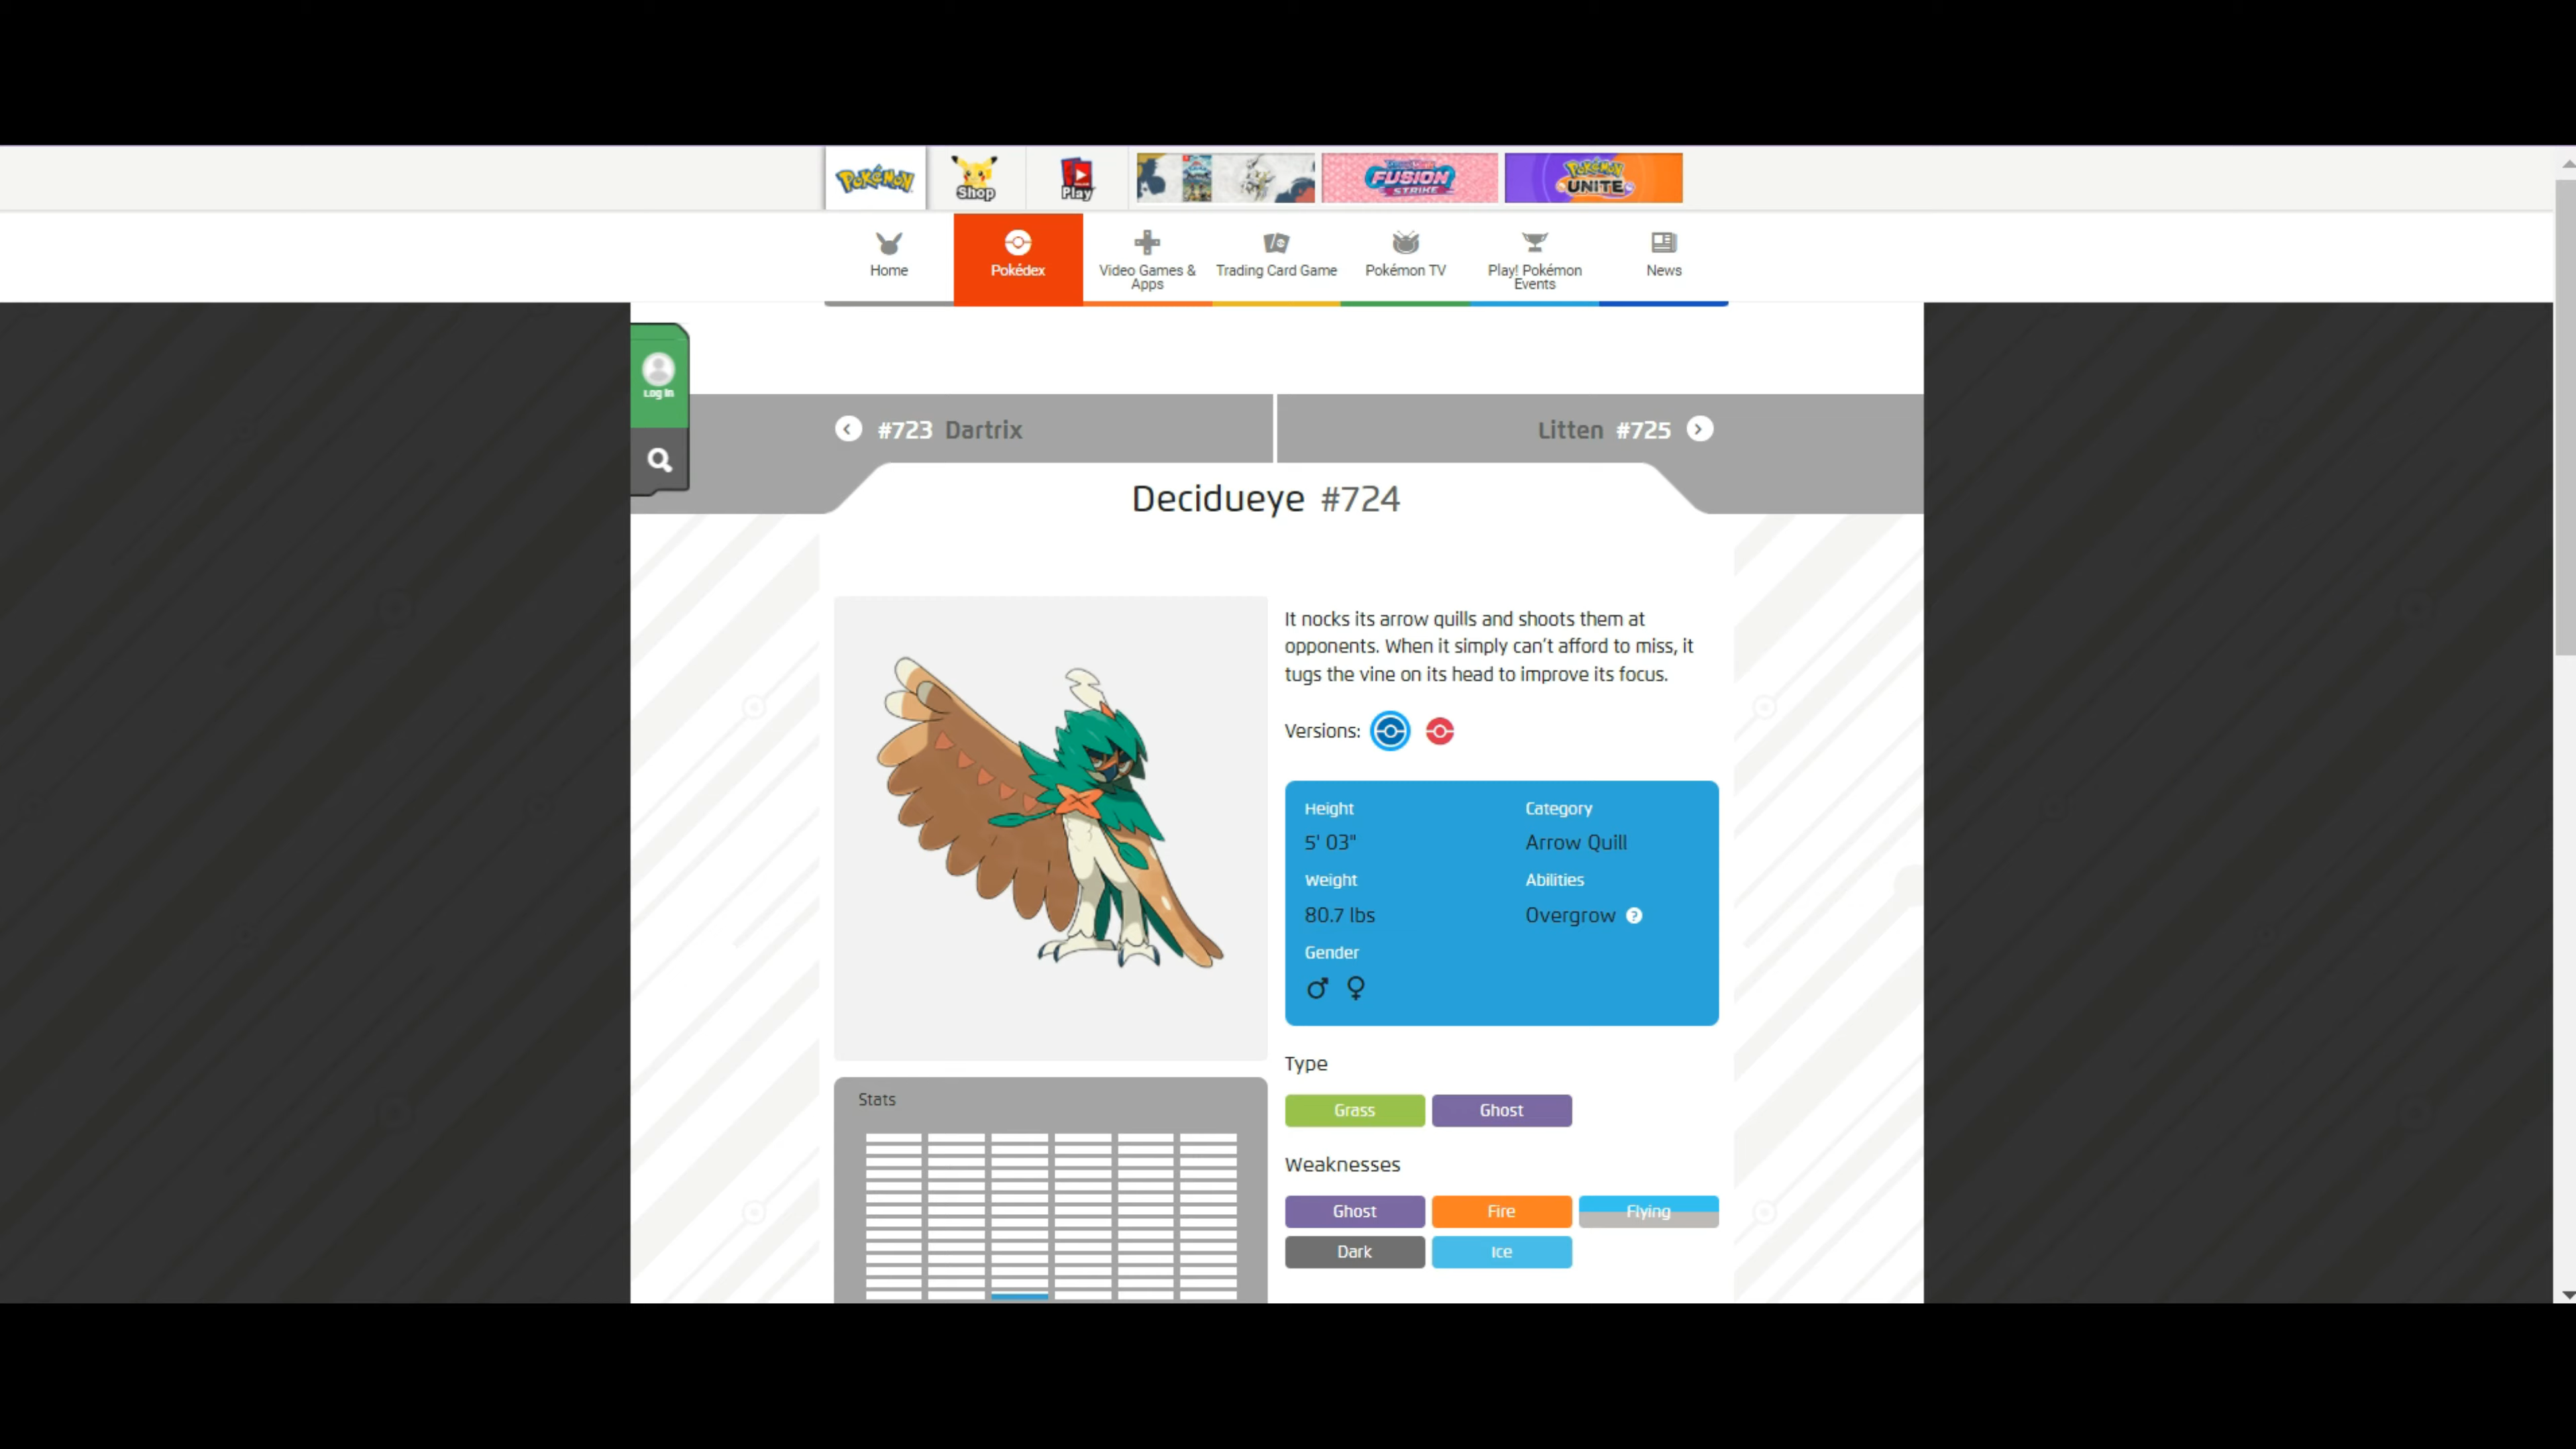 POKÉMON
Shop
Play
FUSION
STRIKE
POKÉMON
UNITE
Home
Pokédex
Video Games &
Apps
Trading Card Game
Pokémon TV
Play! Pokémon
Events
News
Log In
#723 Dartrix
Litten #725
Decidueye #724
It nocks its arrow quills and shoots them at
opponents. When it simply can't afford to miss, it
tugs the vine on its head to improve its focus.
Versions:
Height
Category
5' 03"
Arrow Quill
Weight
Abilities
80.7 lbs
Overgrow ?
Gender
Type
Grass
Ghost
Stats
Weaknesses
Ghost
Fire
Flying
Dark
Ice